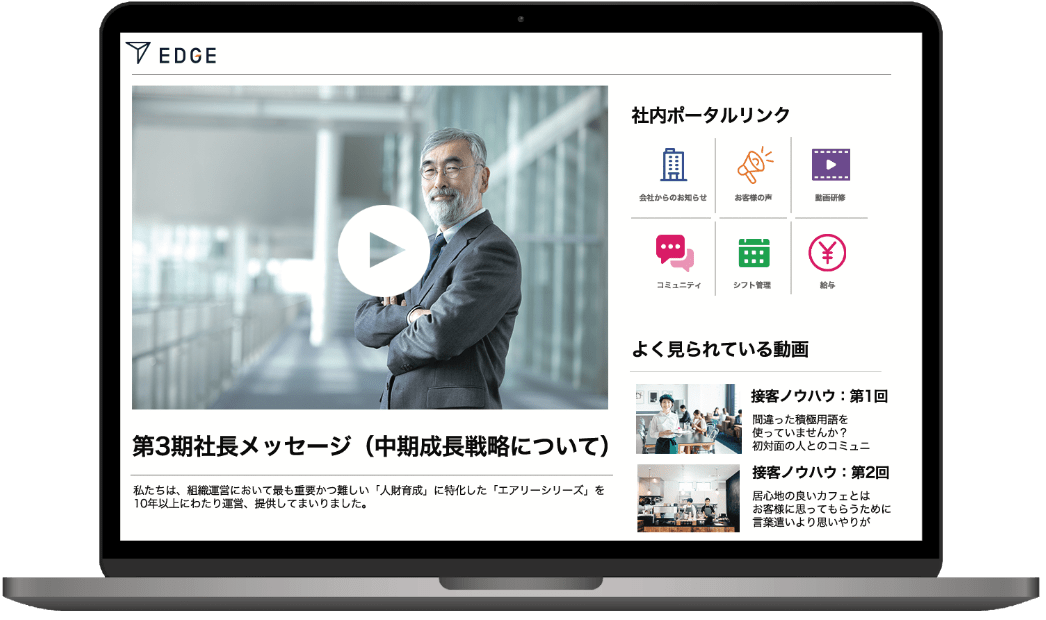 EDGE
第3期社長メッセージ（中期成長戦略について）
私たちは、組織運営において最も重要かつ難しい「人財育成」に特化した「エアリーシリーズ」を
10年以上にわたり運営、提供してまいりました。
社内ポータルリンク
会社からのお知らせ
お客様の声
動画研修
コミュニティ
シフト管理
給与
よく見られている動画
接客ノウハウ：第1回
間違った積極用語を
使っていませんか？
初対面の人とのコミュニ
接客ノウハウ：第2回
居心地の良いカフェとは
お客様に思ってもらうために
言葉遣いより思いやりが